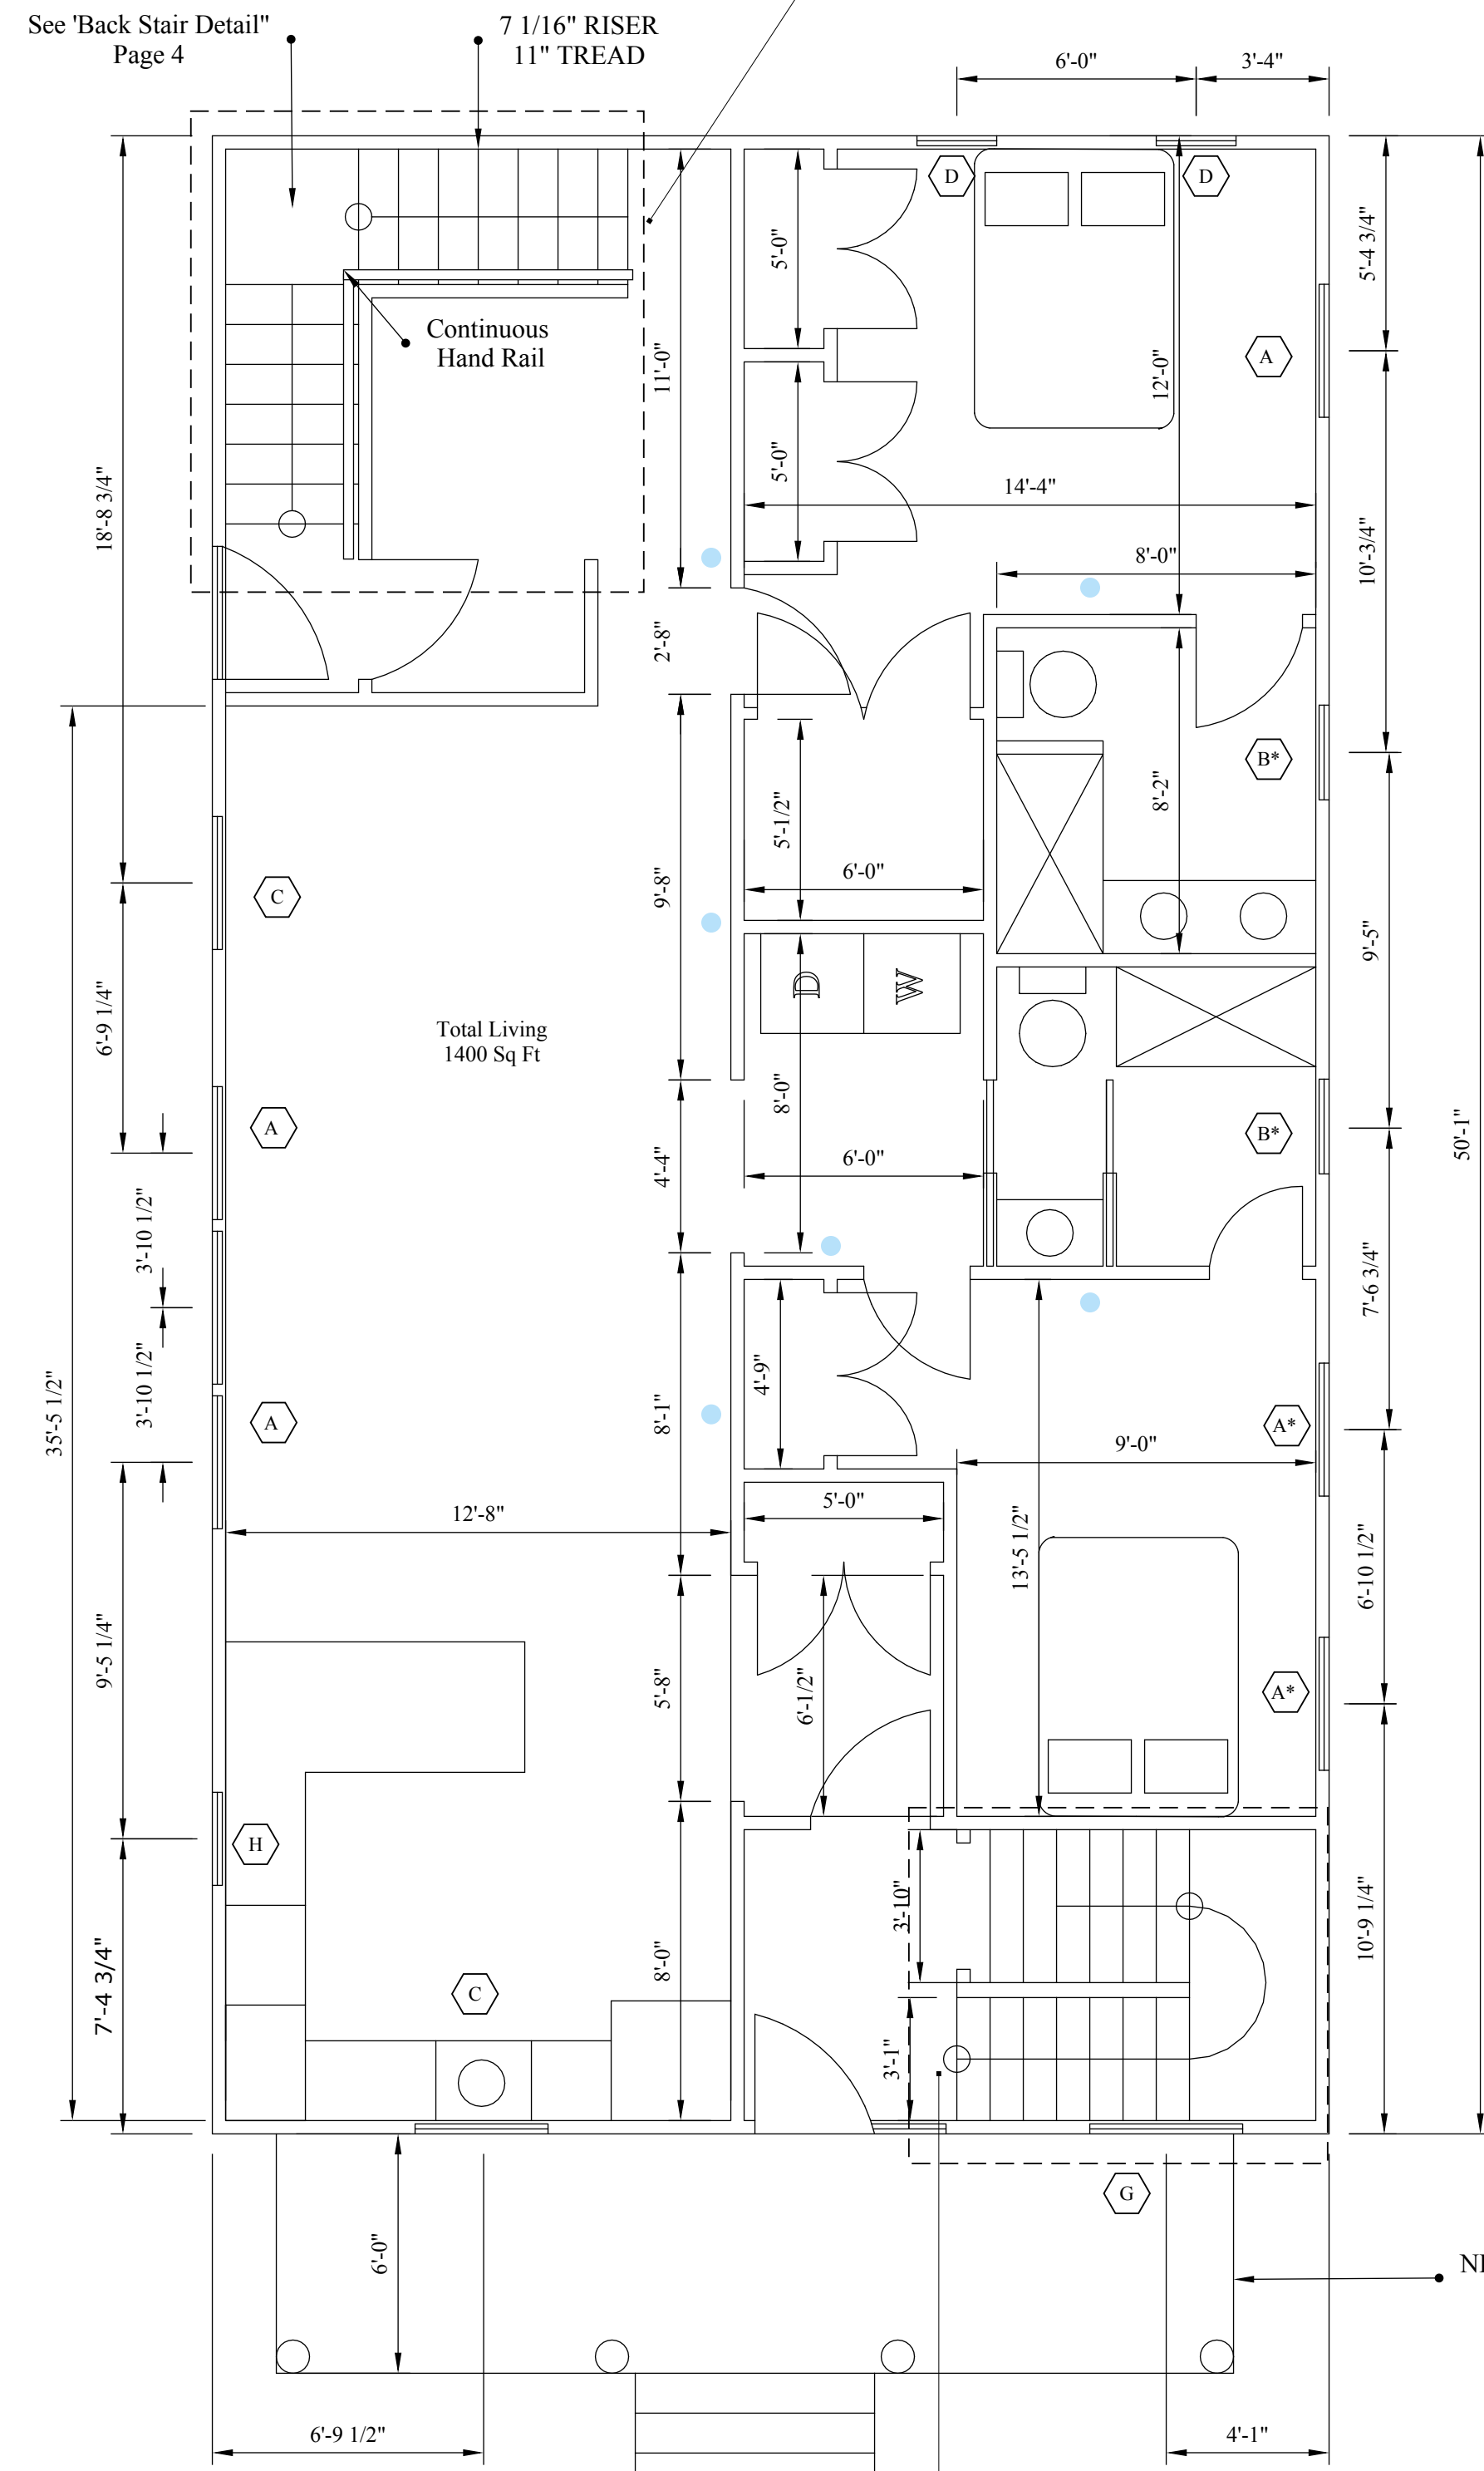 See 'Back Stair Detail"
Page 4
7 1/16" RISER
11" TREAD
6'-0"
3'-4"
D
D
5'-0"
5'-4 3/4"
Continuous
Hand Rail
11'-0"
12'-0"
A
5'-0"
14'-4"
18'-8 3/4"
10'-3/4"
8'-0"
2'-8"
B*
8'-2"
5'-1/2"
6'-0"
9'-8"
C
9'-5"
D
W
6'-9 1/4"
Total Living
1400 Sq Ft
8'-0"
A
B*
50'-1"
4'-4"
6'-0"
3'-10 1/2"
7'-6 3/4"
3'-10 1/2"
4'-9"
35'-5 1/2"
8'-1"
A
A*
9'-0"
12'-8"
5'-0"
13'-5 1/2"
6'-10 1/2"
9'-5 1/4"
5'-8"
6'-1/2"
A*
H
3'-10"
10'-9 1/4"
7'-4 3/4"
8'-0"
C
3'-1"
G
6'-0"
6'-9 1/2"
4'-1"